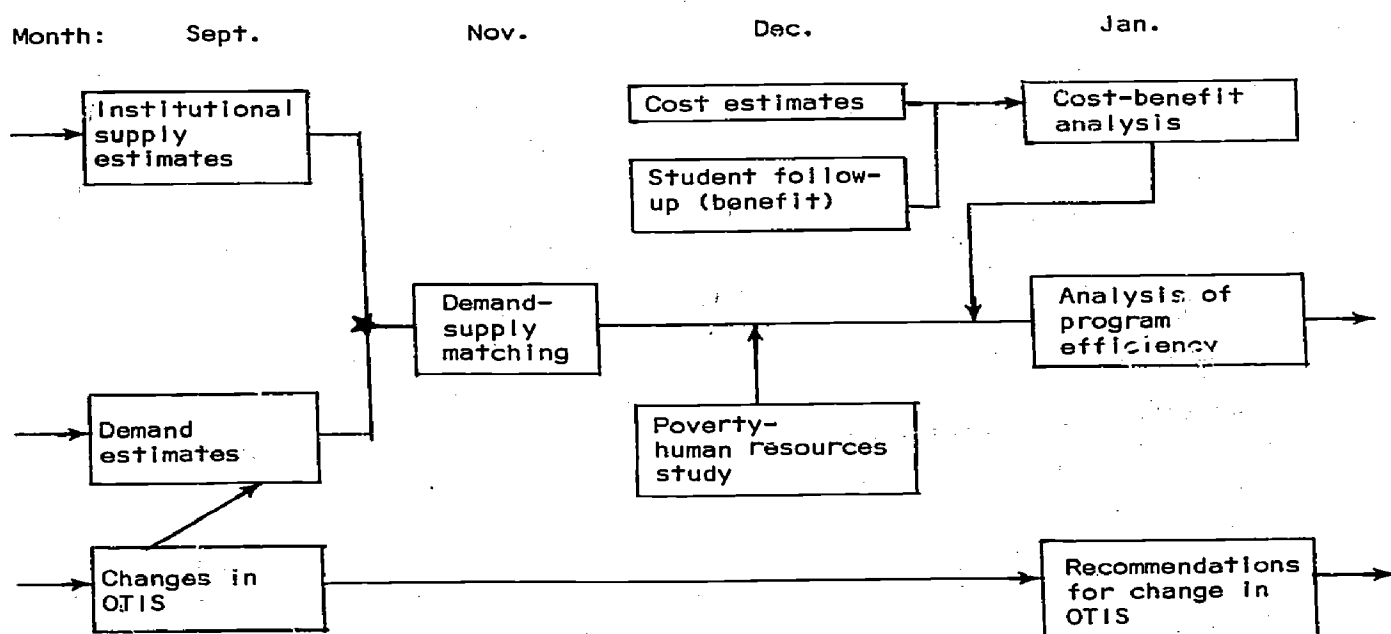 Month: Sept. Nov. Dec. Jan.
Institutional
supply
estimates
Cost estimates
Cost-benefit
analysis
Student follow-
up (benefit)
Demand-
supply
matching
Analysis of
program
efficiency
Demand
estimates
Poverty-
human resources
study
Changes in
OTIS
Recommendations
for change in
OTIS